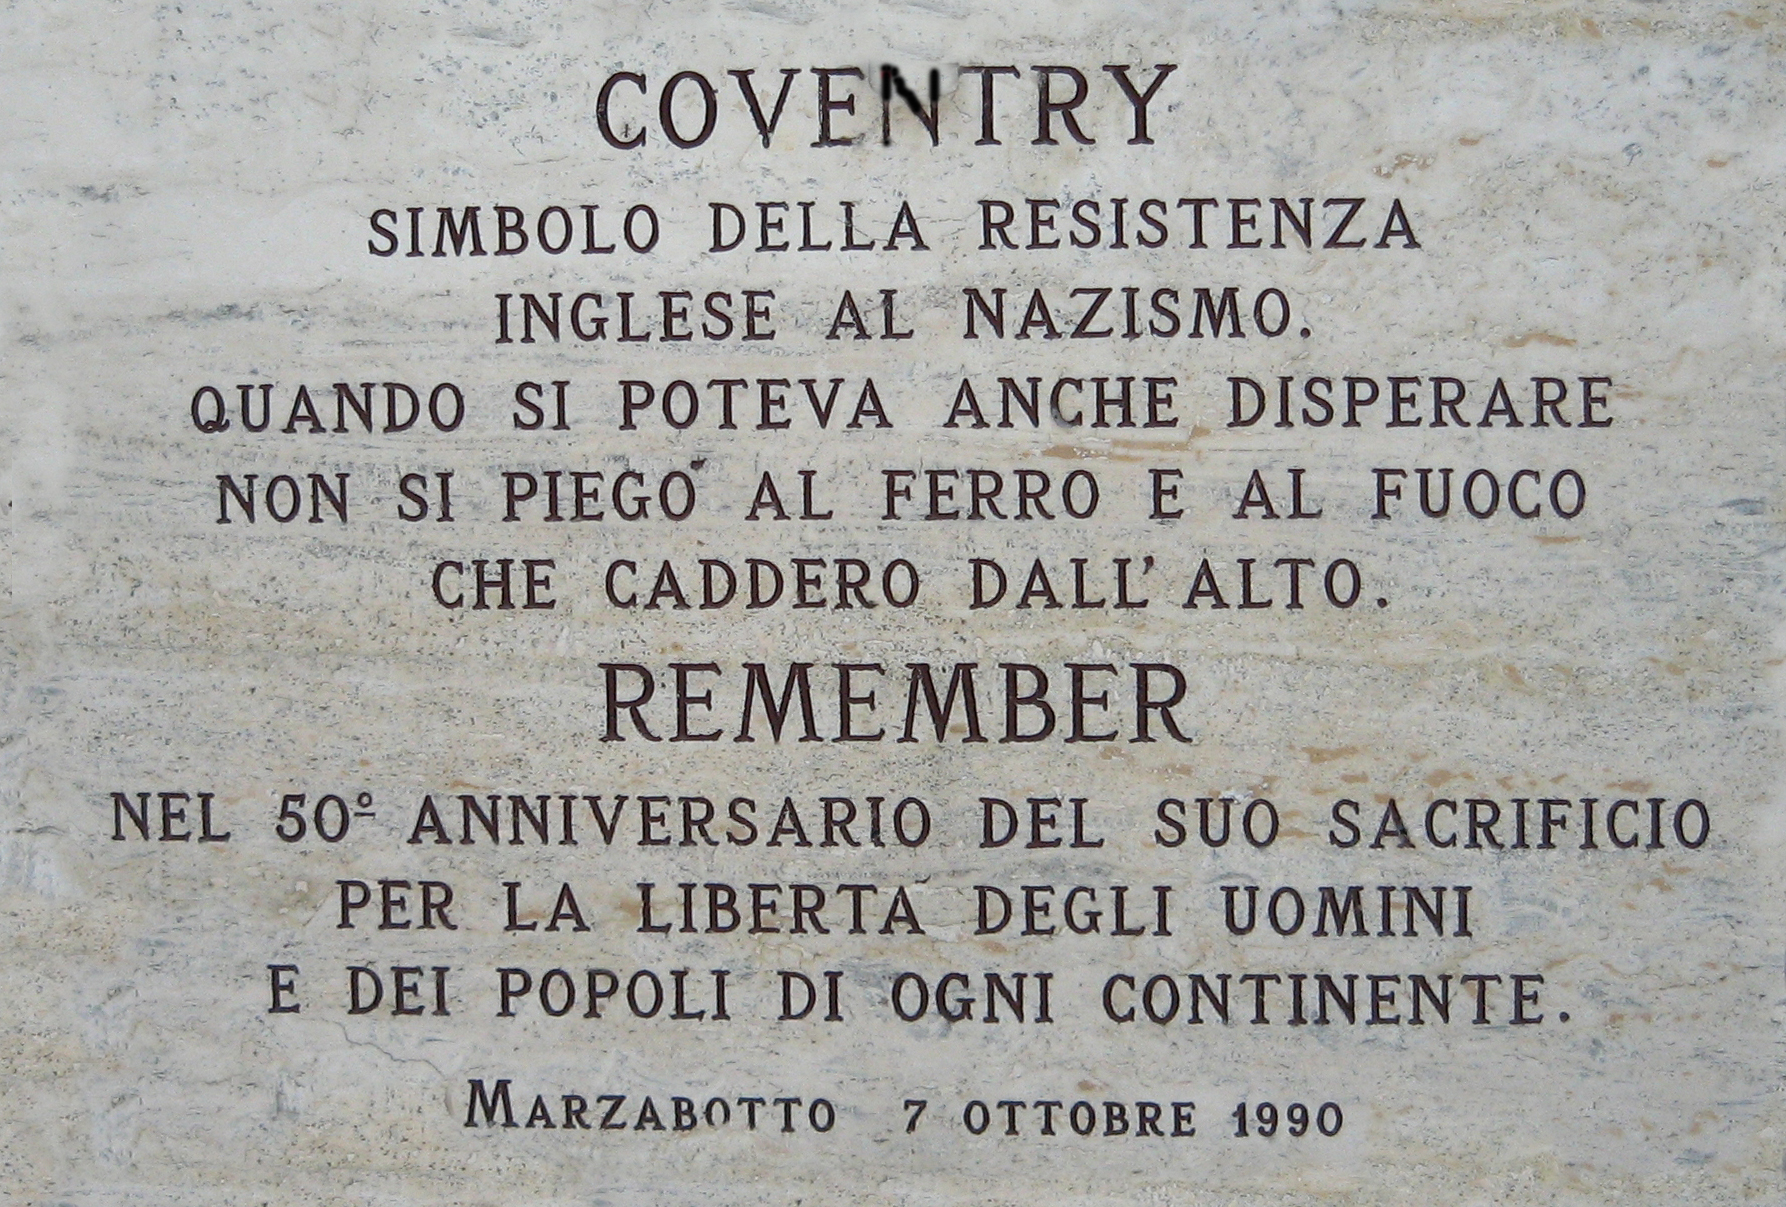 COVENTRY
SIMBOLO DELLA RESISTENZA
INGLESE AL NAZISMO.
QUANDO SI POTEVA ANCHE DISPERARE
NON SI PIEGO´ AL FERRO E AL FUOCO
CHE CADDERO DALL'ALTO.
REMEMBER
NEL 50º ANNIVERSARIO DEL SUO SACRIFICIO
PER LA LIBERTA´ DEGLI UOMINI
E DEI POPOLI DI OGNI CONTINENTE.
MARZABOTTO 7 OTTOBRE 1990